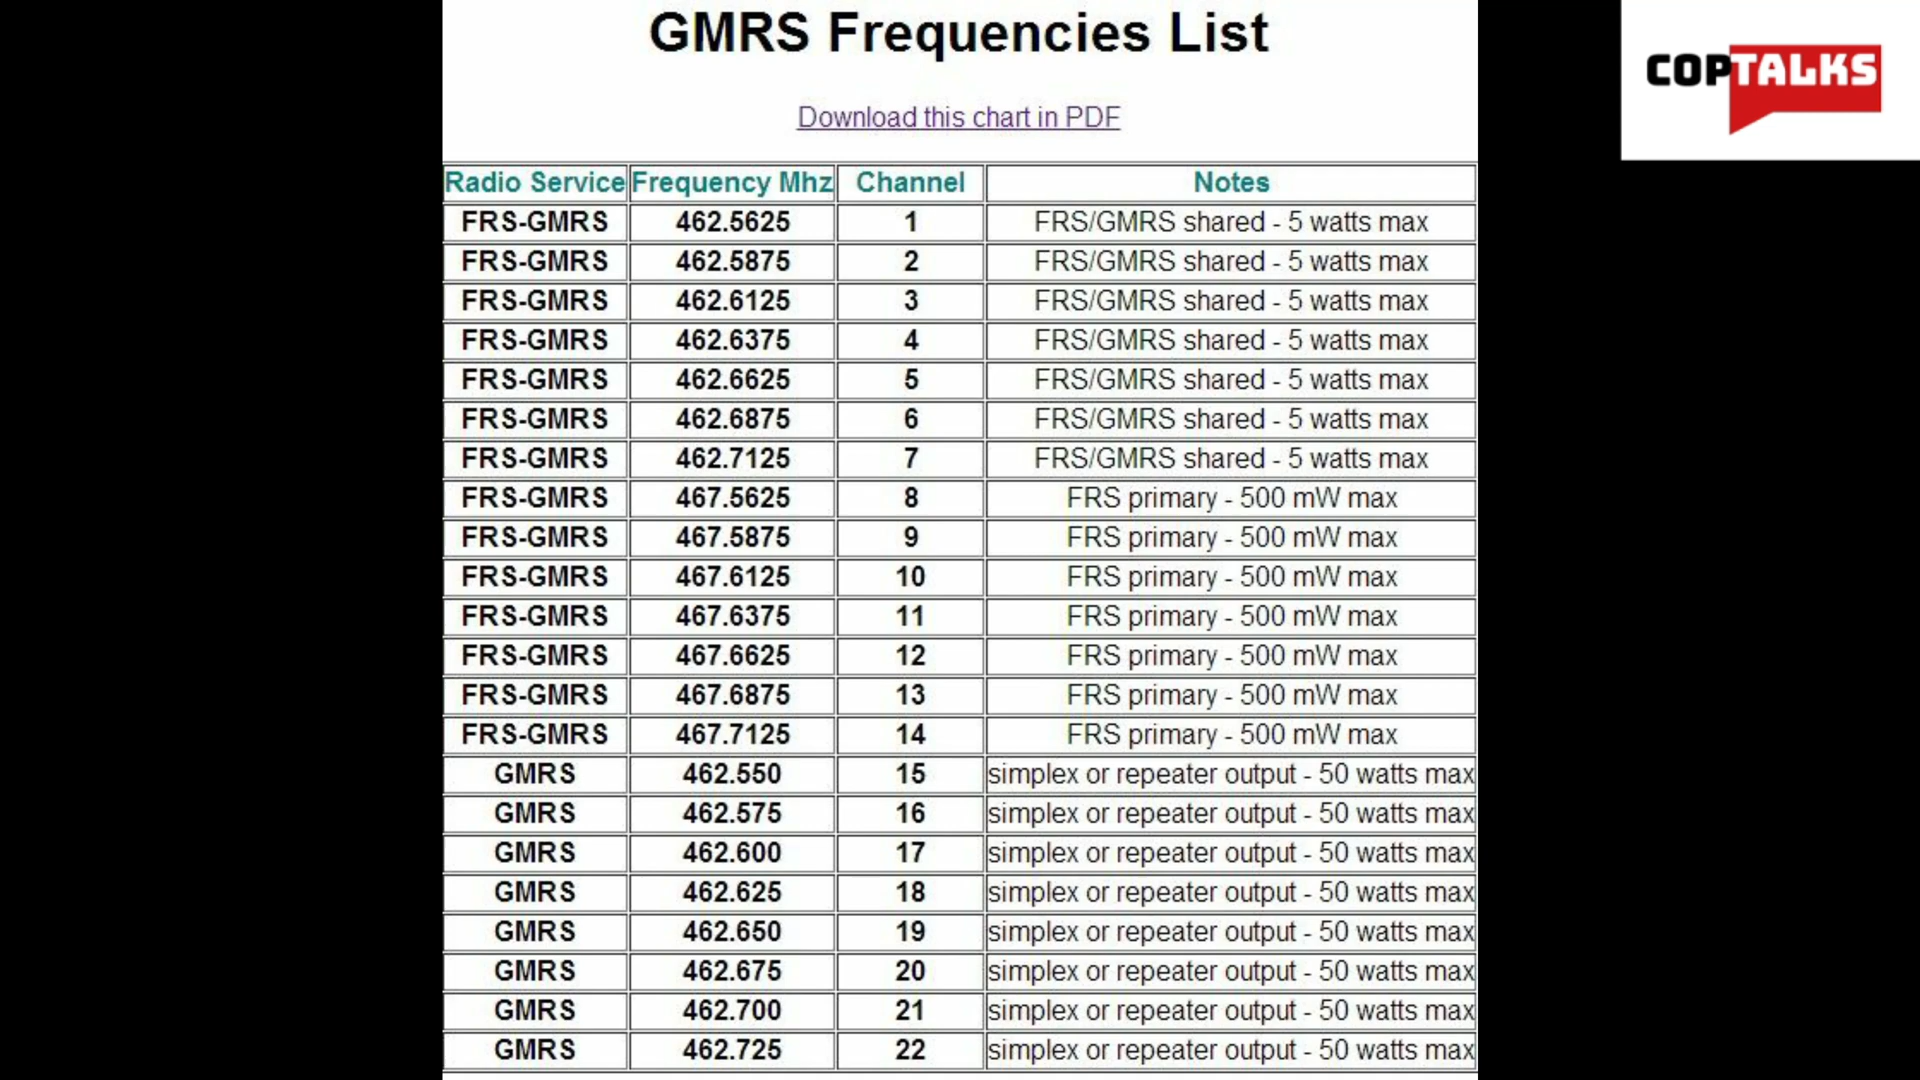 GMRS Frequencies List
COPTALKS
Download this chart in PDF
Radio Service Frequency Mhz Channel Notes
FRS-GMRS 462.5625 1 FRS/GMRS shared - 5 watts max
FRS-GMRS 462.5875 2 FRS/GMRS shared - 5 watts max
FRS-GMRS 462.6125 3 FRS/GMRS shared - 5 watts max
FRS-GMRS 462.6375 4 FRS/GMRS shared - 5 watts max
FRS-GMRS 462.6625 5 FRS/GMRS shared - 5 watts max
FRS-GMRS 462.6875 6 FRS/GMRS shared - 5 watts max
FRS-GMRS 462.7125 7 FRS/GMRS shared - 5 watts max
FRS-GMRS 467.5625 8 FRS primary - 500 mW max
FRS-GMRS 467.5875 9 FRS primary - 500 mW max
FRS-GMRS 467.6125 10 FRS primary - 500 mW max
FRS-GMRS 467.6375 11 FRS primary - 500 mW max
FRS-GMRS 467.6625 12 FRS primary - 500 mW max
FRS-GMRS 467.6875 13 FRS primary - 500 mW max
FRS-GMRS 467.7125 14 FRS primary - 500 mW max
GMRS 462.550 15 simplex or repeater output - 50 watts max
GMRS 462.575 16 simplex or repeater output - 50 watts max
GMRS 462.600 17 simplex or repeater output - 50 watts max
GMRS 462.625 18 simplex or repeater output - 50 watts max
GMRS 462.650 19 simplex or repeater output - 50 watts max
GMRS 462.675 20 simplex or repeater output - 50 watts max
GMRS 462.700 21 simplex or repeater output - 50 watts max
GMRS 462.725 22 simplex or repeater output - 50 watts max